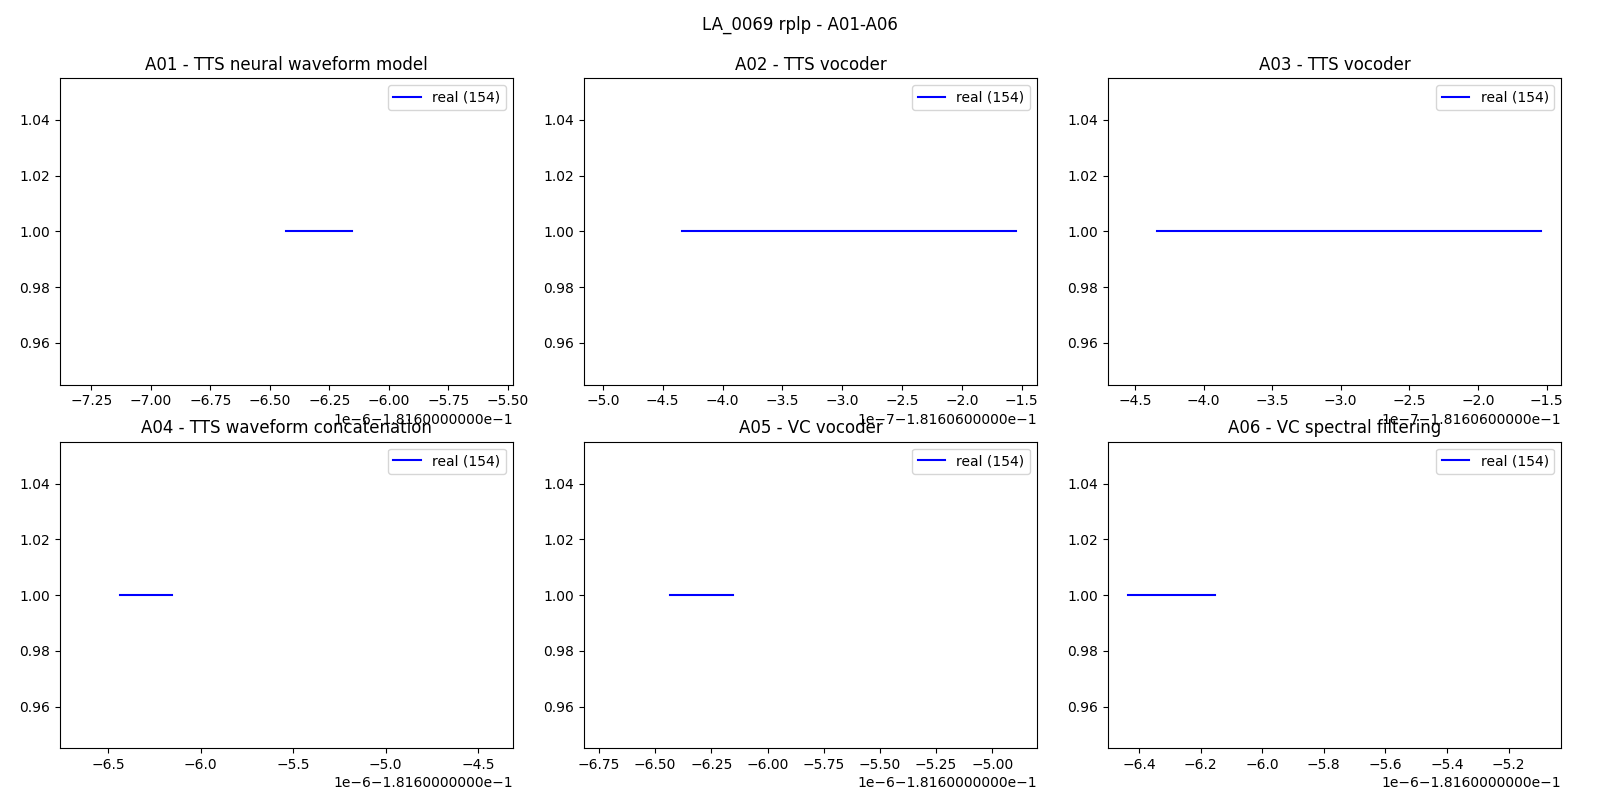 LA_0069 rplp - A01-A06
A01 - TTS neural waveform model
A02 - TTS vocoder
A03 - TTS vocoder
real (154)
real (154)
real (154)
1.04
1.02
1.00
0.98
0.96
1.04
1.02
1.00
0.98
0.96
1.04
1.02
1.00
0.98
0.96
−7.25 −7.00 −6.75 −6.50 −6.25 −6.00 −5.75 −5.50
−5.0 −4.5 −4.0 −3.5 −3.0 −2.5 −2.0 −1.5
−4.5 −4.0 −3.5 −3.0 −2.5 −2.0 −1.5
1e−6−1.8160000000e−1
1e−7−1.8160600000e−1
1e−7−1.8160600000e−1
A04 - TTS waveform concatenation
A05 - VC vocoder
A06 - VC spectral filtering
real (154)
real (154)
real (154)
1.04
1.02
1.00
0.98
0.96
1.04
1.02
1.00
0.98
0.96
1.04
1.02
1.00
0.98
0.96
−6.5 −6.0 −5.5 −5.0 −4.5
−6.75 −6.50 −6.25 −6.00 −5.75 −5.50 −5.25 −5.00
−6.4 −6.2 −6.0 −5.8 −5.6 −5.4 −5.2
1e−6−1.8160000000e−1
1e−6−1.8160000000e−1
1e−6−1.8160000000e−1